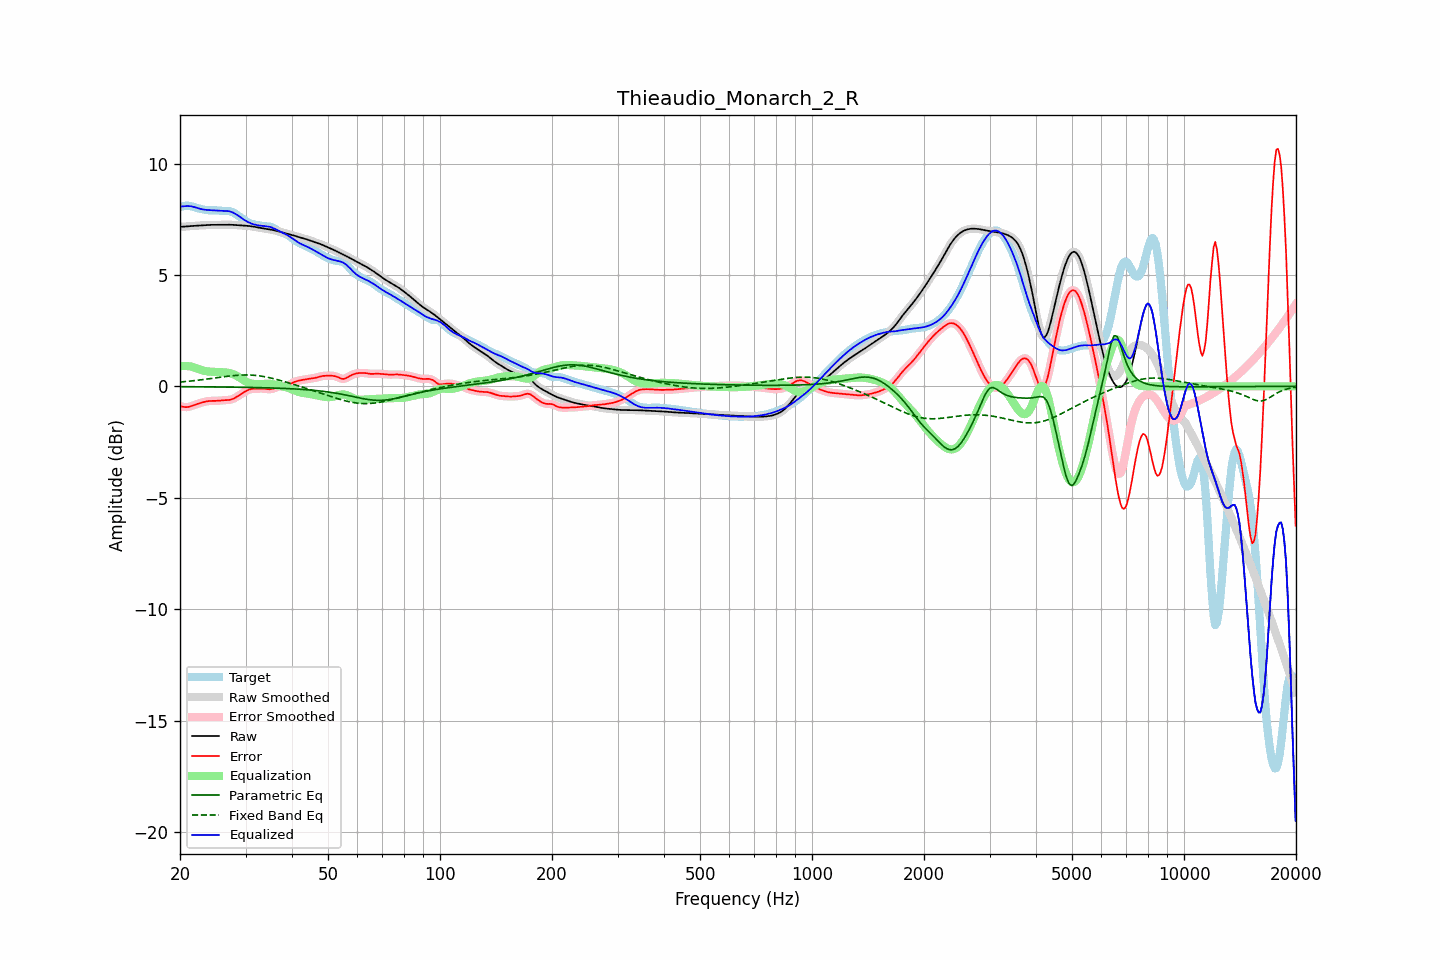 Thieaudio_Monarch_2_R
10
5
0
−5
−10
−15
−20
Amplitude (dBr)
Target
Raw Smoothed
Error Smoothed
Raw
Error
Equalization
Parametric Eq
Fixed Band Eq
Equalized
20 50 100 200 500 1000 2000 5000 10000 20000
Frequency (Hz)